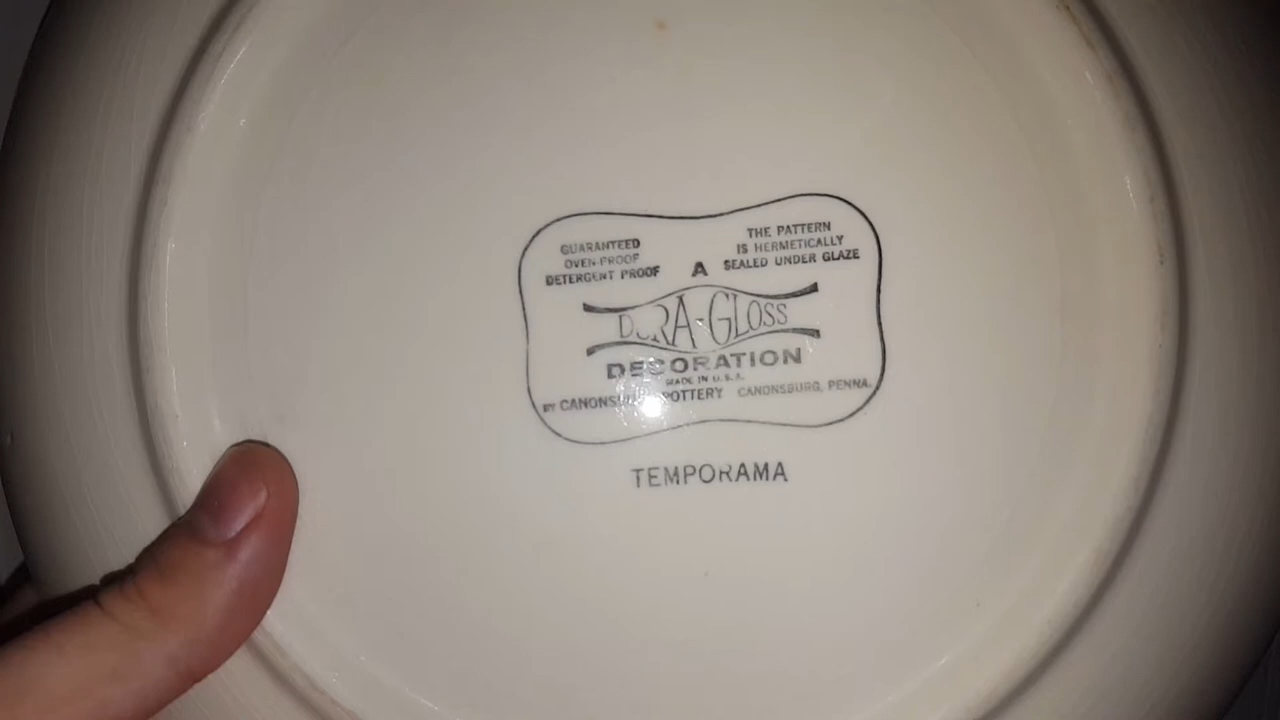 GUARANTEED
OVEN-PROOF
DETERGENT PROOF
A
THE PATTERN
IS HERMETICALLY
SEALED UNDER GLAZE
DURA-GLOSS
DECORATION
MADE IN U.S.A.
BY CANONSBURG POTTERY CANONSBURG, PENNA.
TEMPORAMA